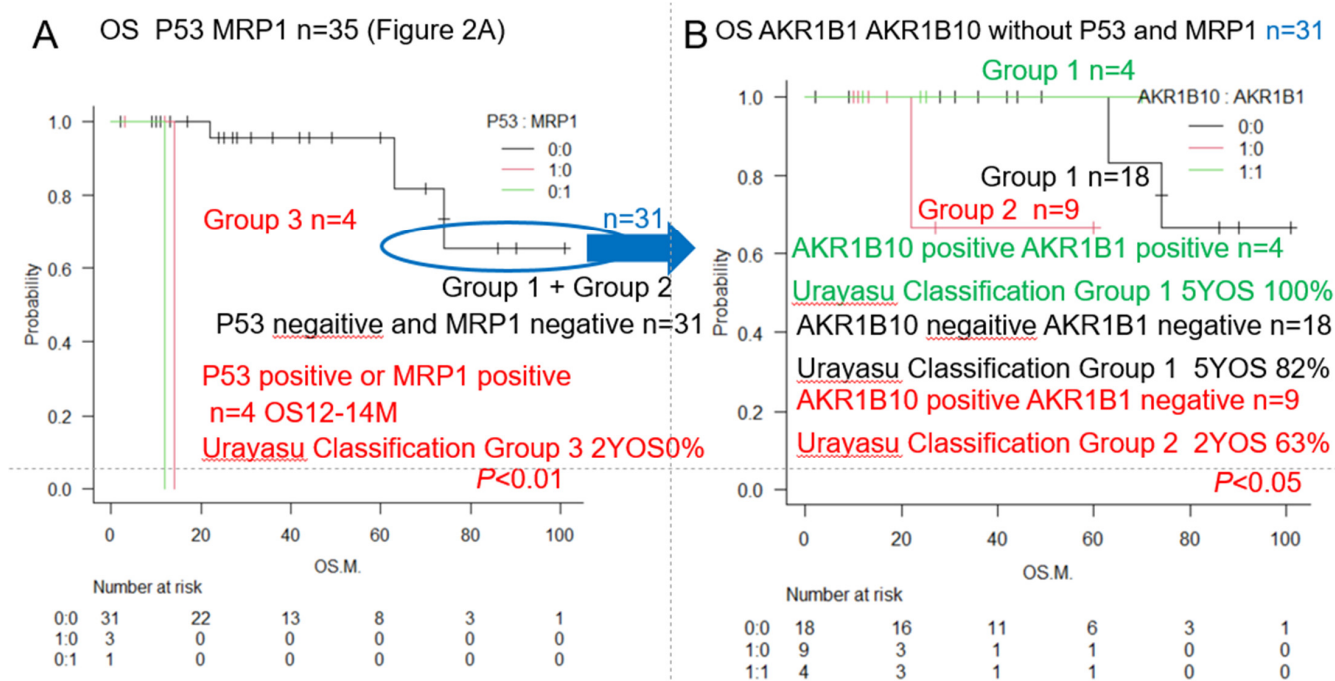 A OS P53 MRP1 n=35 (Figure 2A)
P53 : MRP1
0:0
1:0
0:1
Group 3 n=4
n=31
Group 1 + Group 2
P53 negaitive and MRP1 negative n=31
P53 positive or MRP1 positive
n=4 OS12-14M
Urayasu Classification Group 3 2YOS0%
P<0.01
Probability
1.0
0.8
0.6
0.4
0.2
0.0
0 20 40 60 80 100
OS.M.
Number at risk
0:0 31 22 13 8 3 1
1:0 3 0 0 0 0 0
0:1 1 0 0 0 0 0
B OS AKR1B1 AKR1B10 without P53 and MRP1 n=31
Group 1 n=4
AKR1B10 : AKR1B1
0:0
1:0
1:1
Group 1 n=18
Group 2 n=9
AKR1B10 positive AKR1B1 positive n=4
Urayasu Classification Group 1 5YOS 100%
AKR1B10 negaitive AKR1B1 negative n=18
Urayasu Classification Group 1 5YOS 82%
AKR1B10 positive AKR1B1 negative n=9
Urayasu Classification Group 2 2YOS 63%
P<0.05
Probability
1.0
0.8
0.6
0.4
0.2
0.0
0 20 40 60 80 100
OS.M.
Number at risk
0:0 18 16 11 6 3 1
1:0 9 3 1 1 0 0
1:1 4 3 1 1 0 0